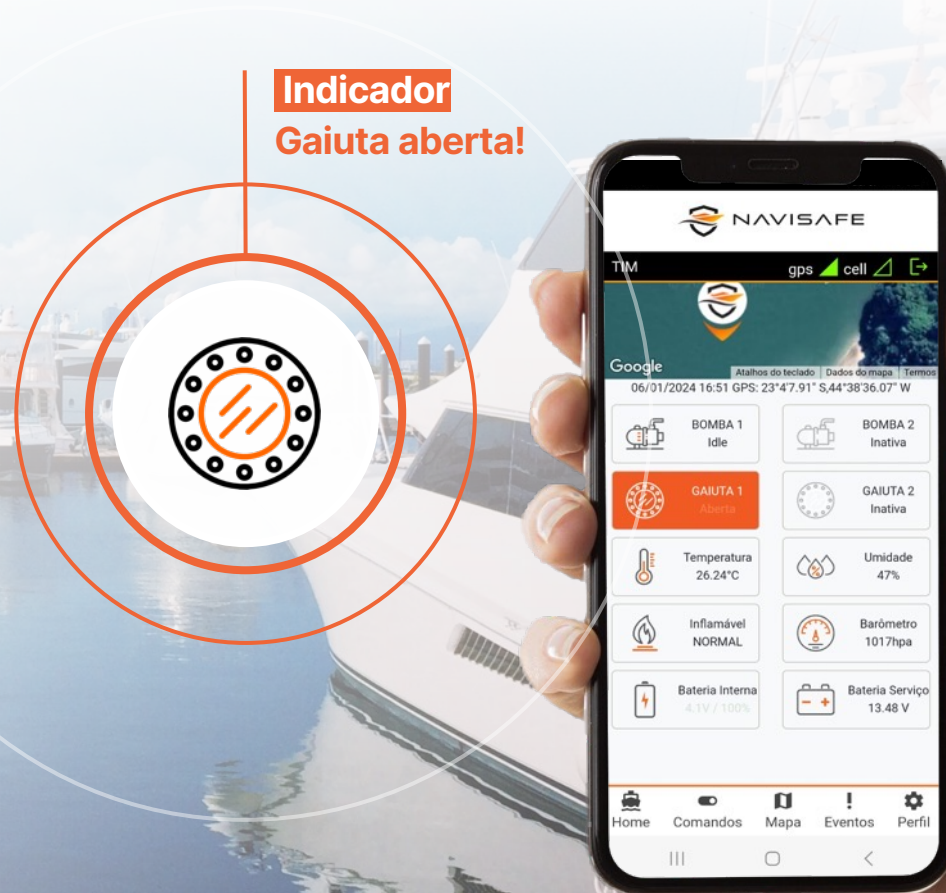 Indicador
Gaiuta aberta!
NAVISAFE
TIM gps cell
Google
Atalhos do teclado Dados do mapa Termos
06/01/2024 16:51 GPS: 23°4'7.91" S,44°38'36.07" W
BOMBA 1
Idle
BOMBA 2
Inativa
GAIUTA 1
Aberta
GAIUTA 2
Inativa
Temperatura
26.24°C
Umidade
47%
Inflamável
NORMAL
Barômetro
1017hpa
Bateria Interna
4.1V / 100%
Bateria Serviço
13.48 V
Home Comandos Mapa Eventos Perfil